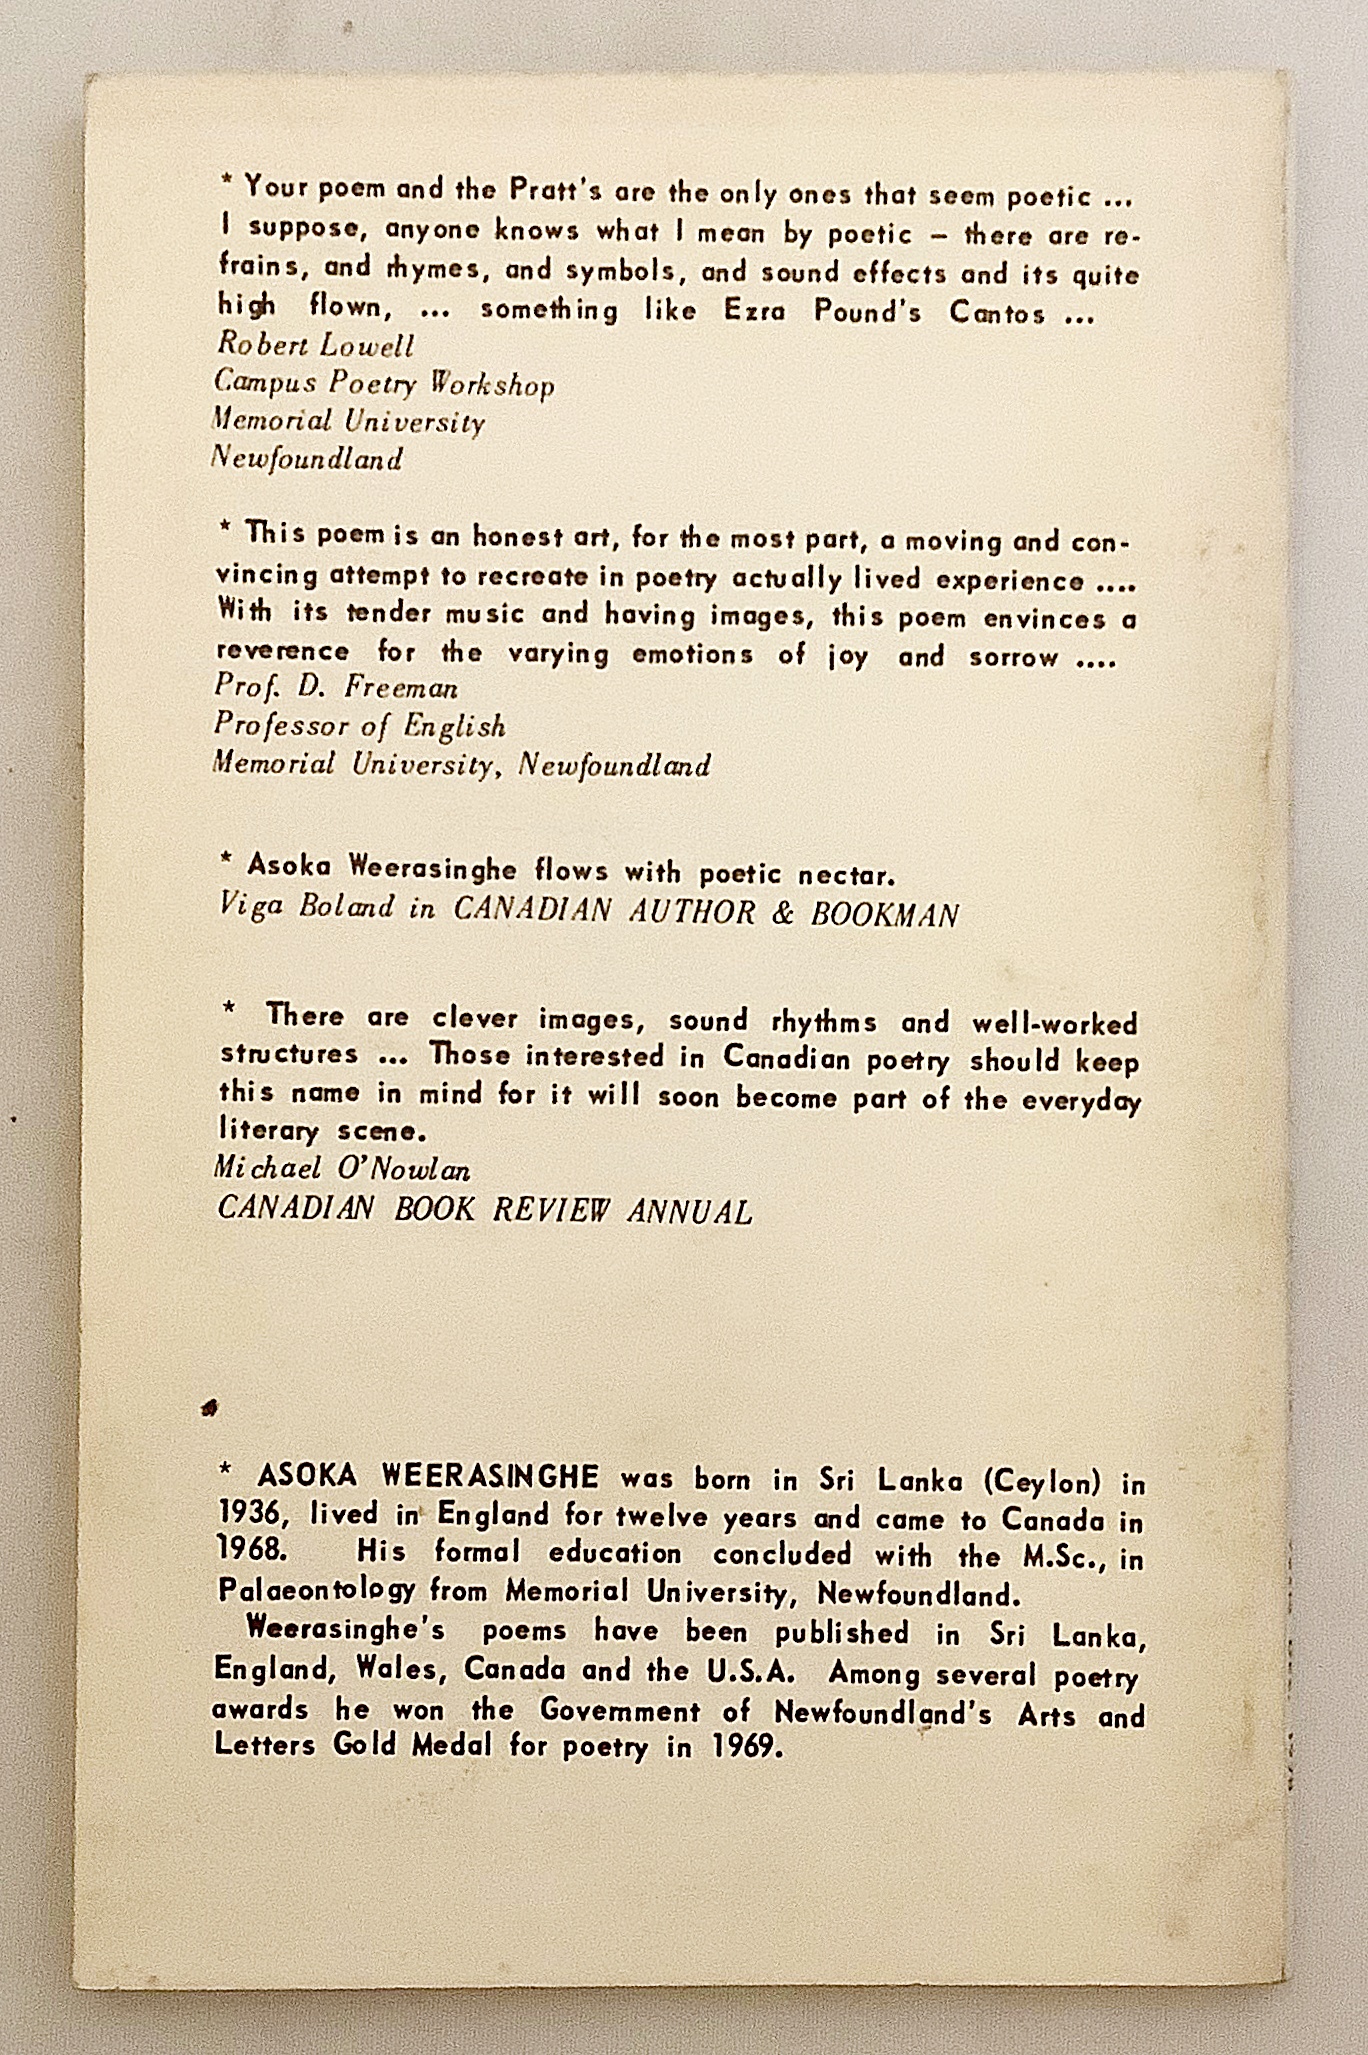 * Your poem and the Pratt's are the only ones that seem poetic ...
I suppose, anyone knows what I mean by poetic – there are re-
frains, and rhymes, and symbols, and sound effects and its quite
high flown, ... something like Ezra Pound's Cantos ...
Robert Lowell
Campus Poetry Workshop
Memorial University
Newfoundland
* This poem is an honest art, for the most part, a moving and con-
vincing attempt to recreate in poetry actually lived experience ....
With its tender music and having images, this poem envinces a
reverence for the varying emotions of joy and sorrow ....
Prof. D. Freeman
Professor of English
Memorial University, Newfoundland
* Asoka Weerasinghe flows with poetic nectar.
Viga Boland in CANADIAN AUTHOR & BOOKMAN
* There are clever images, sound rhythms and well-worked
structures ... Those interested in Canadian poetry should keep
this name in mind for it will soon become part of the everyday
literary scene.
Michael O'Nowlan
CANADIAN BOOK REVIEW ANNUAL
* ASOKA WEERASINGHE was born in Sri Lanka (Ceylon) in
1936, lived in England for twelve years and came to Canada in
1968. His formal education concluded with the M.Sc., in
Palaeontology from Memorial University, Newfoundland.
Weerasinghe's poems have been published in Sri Lanka,
England, Wales, Canada and the U.S.A. Among several poetry
awards he won the Government of Newfoundland's Arts and
Letters Gold Medal for poetry in 1969.